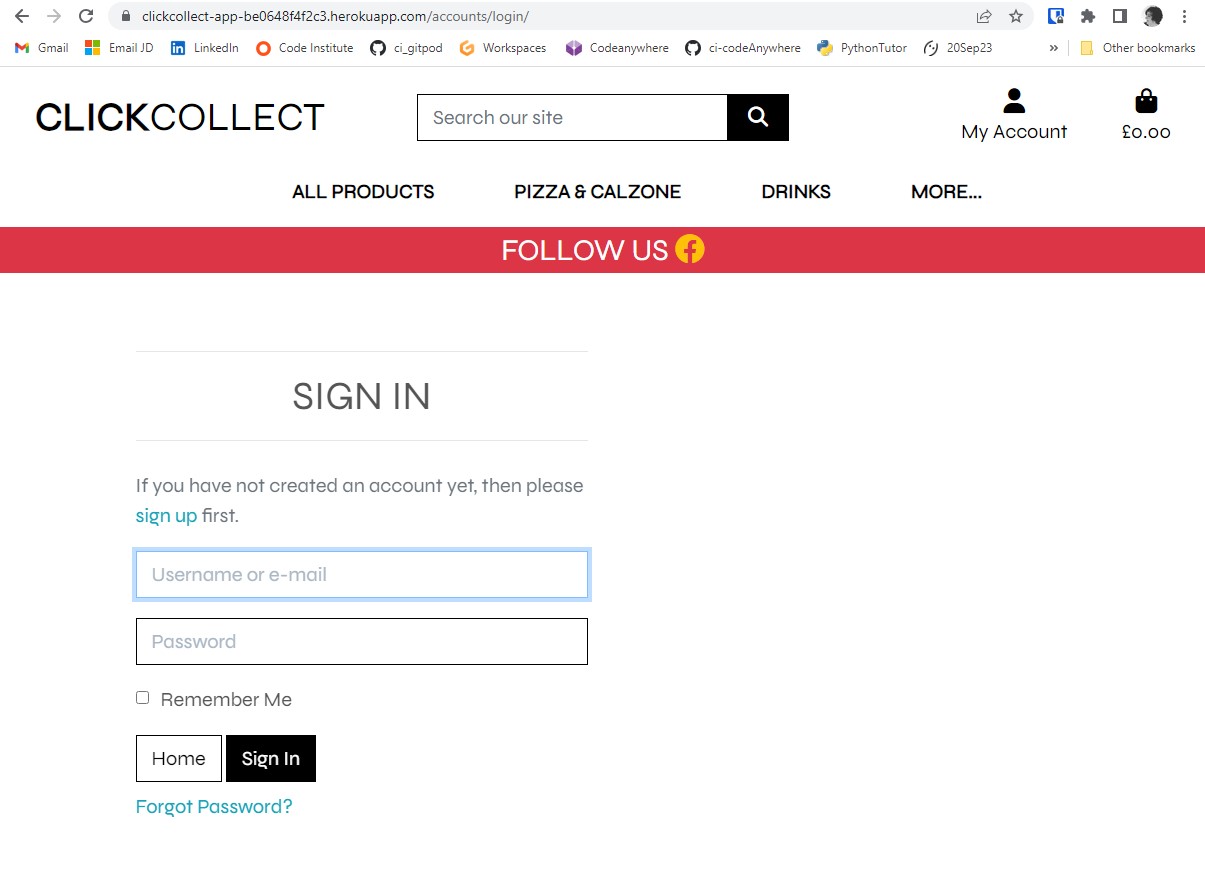 clickcollect-app-be0648f4f2c3.herokuapp.com/accounts/login/
Gmail Email JD LinkedIn Code Institute ci_gitpod Workspaces Codeanywhere ci-codeAnywhere PythonTutor 20Sep23 » Other bookmarks
CLICKCOLLECT
Search our site
My Account
£0.00
ALL PRODUCTS PIZZA & CALZONE DRINKS MORE...
FOLLOW US
SIGN IN
If you have not created an account yet, then please
sign up first.
Username or e-mail
Password
Remember Me
Home Sign In
Forgot Password?